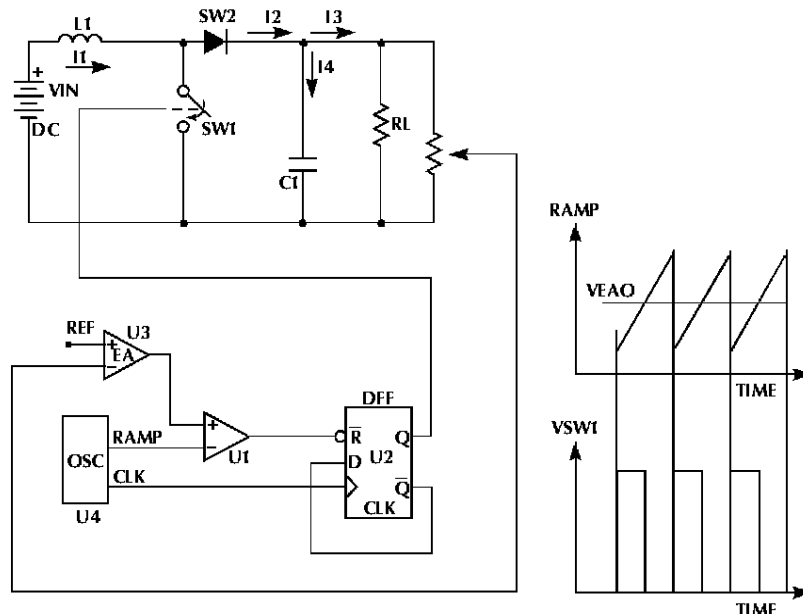 L1
SW2
I2
I3
I1
I4
+
VIN
DC
SW1
RL
C1
RAMP
VEAO
TIME
VSW1
TIME
REF
U3
+
EA
−
DFF
OSC
RAMP
CLK
U4
+
−
U1
R
Q
D
U2
Q
CLK